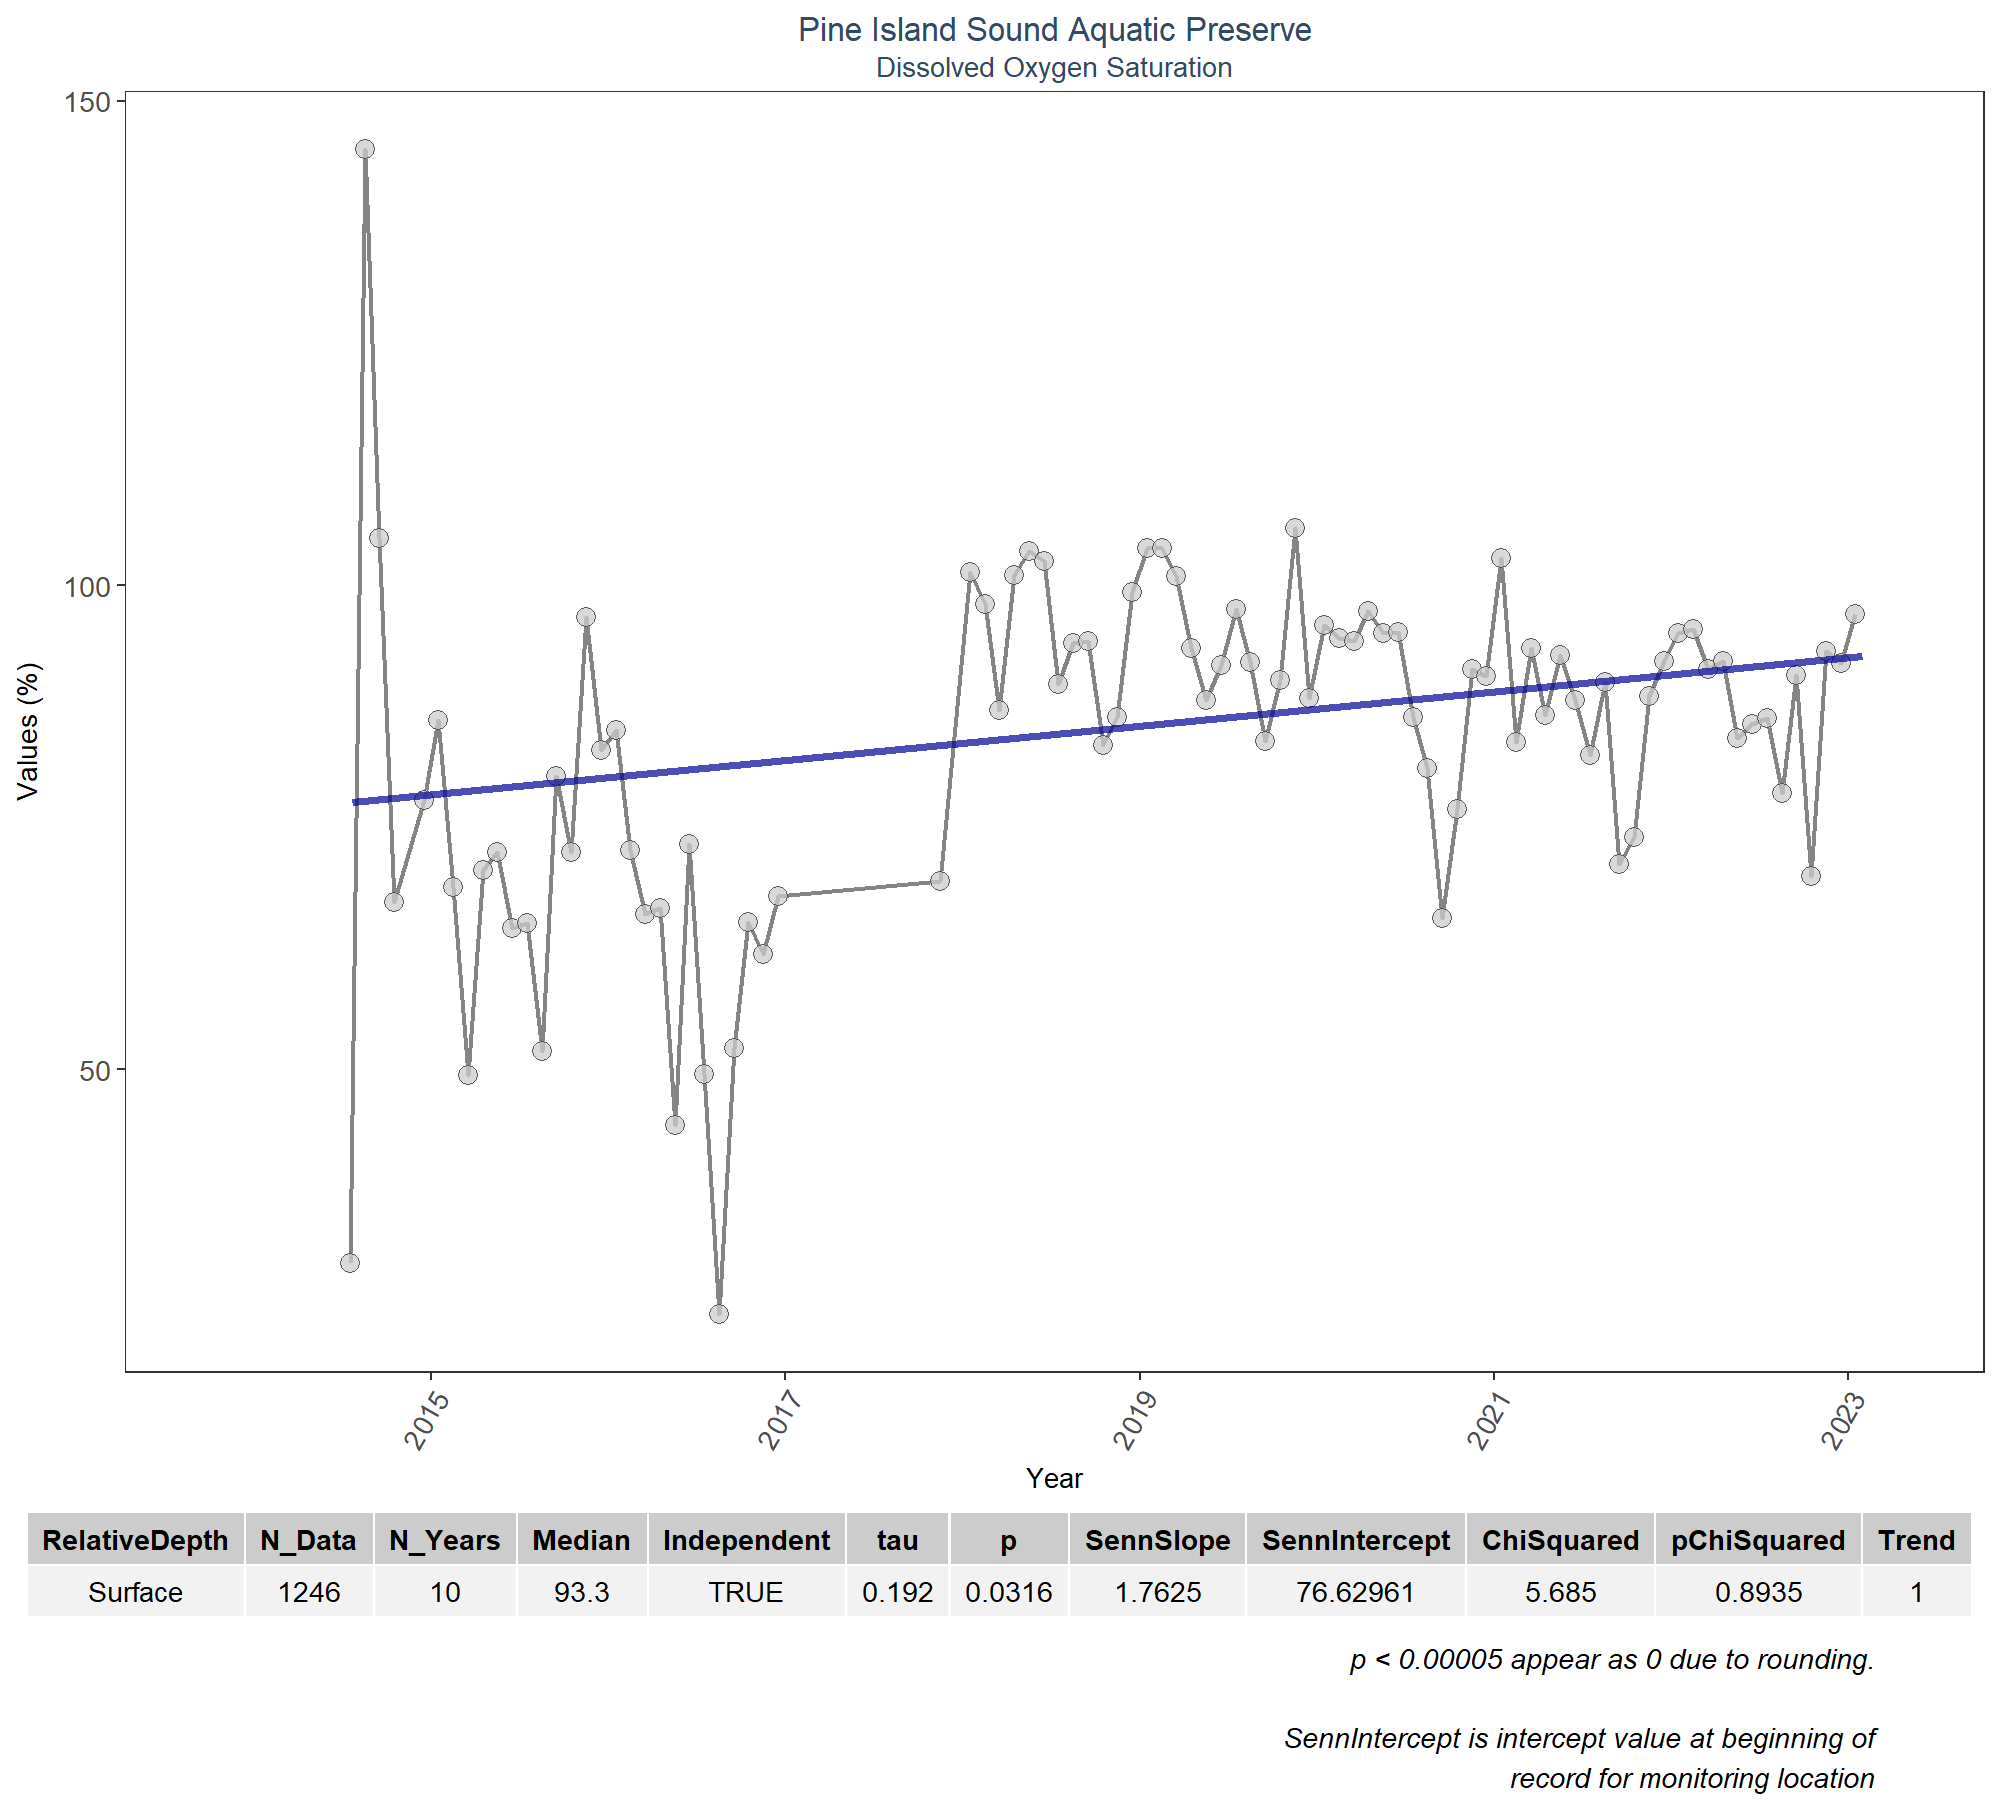 Pine Island Sound Aquatic Preserve
Dissolved Oxygen Saturation
150
100
50
Values (%)
2015 2017 2019 2021 2023
Year
RelativeDepth N_Data N_Years Median Independent tau p SennSlope SennIntercept ChiSquared pChiSquared Trend
Surface 1246 10 93.3 TRUE 0.192 0.0316 1.7625 76.62961 5.685 0.8935 1
p < 0.00005 appear as 0 due to rounding.
SennIntercept is intercept value at beginning of
record for monitoring location